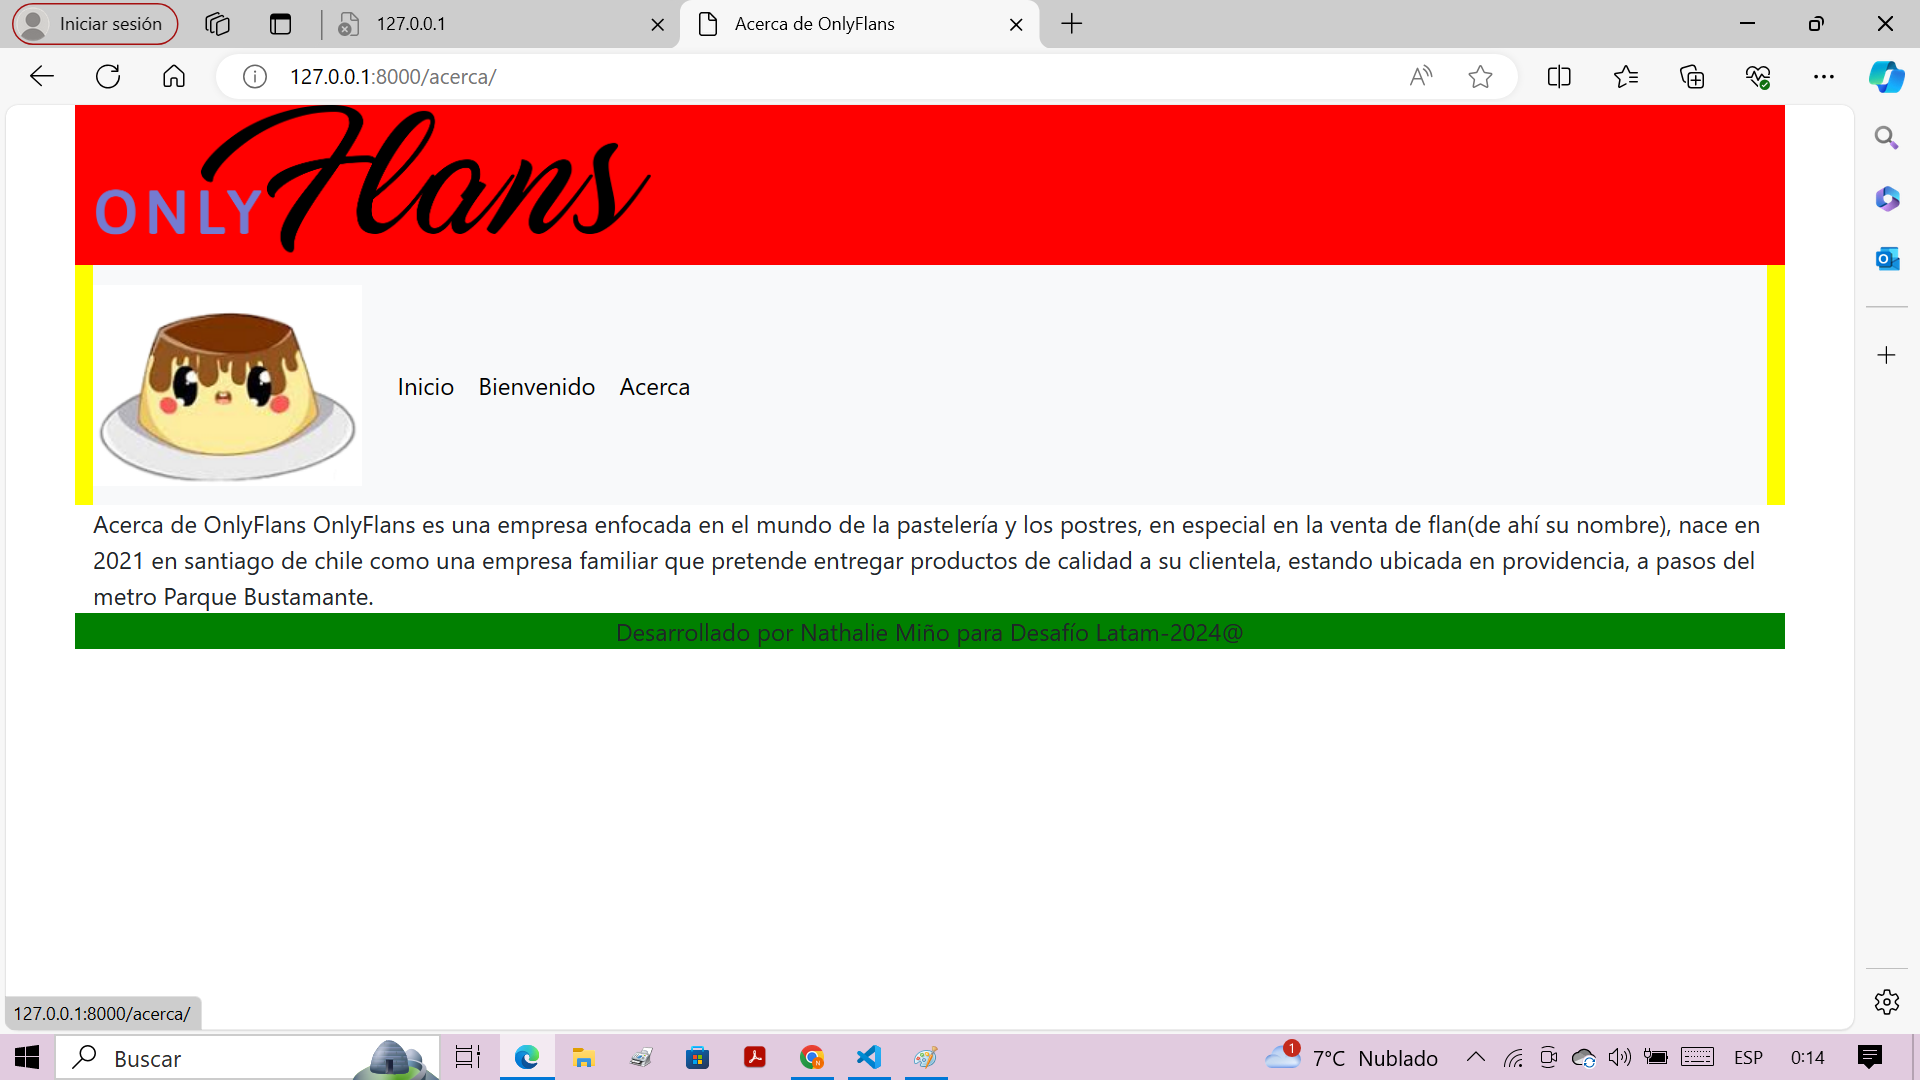 Iniciar sesión
127.0.0.1
Acerca de OnlyFlans
127.0.0.1:8000/acerca/
ONLY Flans
Inicio Bienvenido Acerca
Acerca de OnlyFlans OnlyFlans es una empresa enfocada en el mundo de la pastelería y los postres, en especial en la venta de flan(de ahí su nombre), nace en
2021 en santiago de chile como una empresa familiar que pretende entregar productos de calidad a su clientela, estando ubicada en providencia, a pasos del
metro Parque Bustamante.
Desarrollado por Nathalie Miño para Desafío Latam-2024@
127.0.0.1:8000/acerca/
Buscar
1
7°C Nublado
ESP
0:14